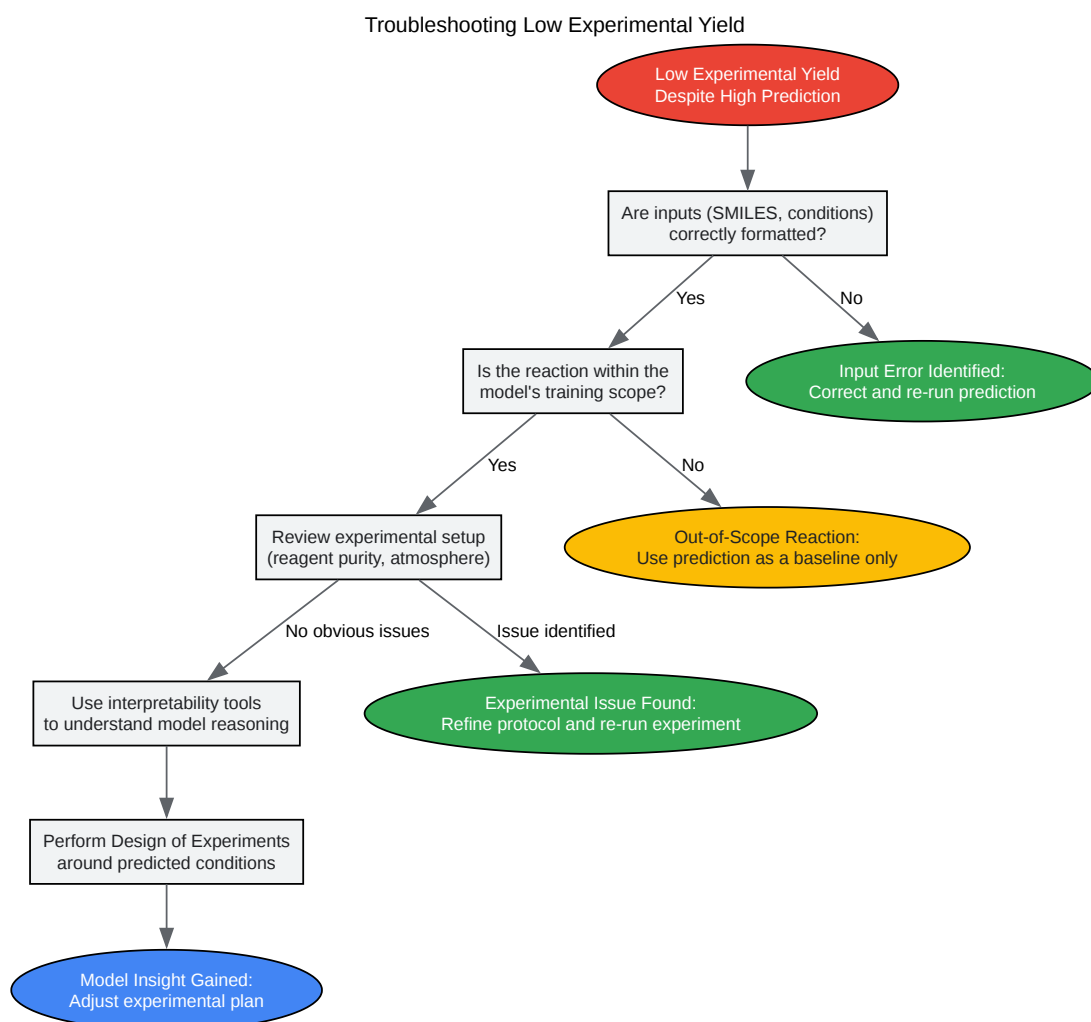 Troubleshooting Low Experimental Yield
Low Experimental Yield
Despite High Prediction
Are inputs (SMILES, conditions)
correctly formatted?
Yes
No
Is the reaction within the
model's training scope?
Input Error Identified:
Correct and re-run prediction
Yes
No
Review experimental setup
(reagent purity, atmosphere)
Out-of-Scope Reaction:
Use prediction as a baseline only
No obvious issues
Issue identified
Use interpretability tools
to understand model reasoning
Experimental Issue Found:
Refine protocol and re-run experiment
Perform Design of Experiments
around predicted conditions
Model Insight Gained:
Adjust experimental plan